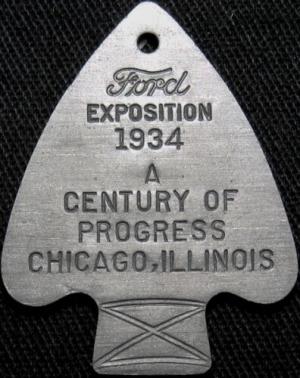 Ford
EXPOSITION
1934
A
CENTURY OF
PROGRESS
CHICAGO, ILLINOIS